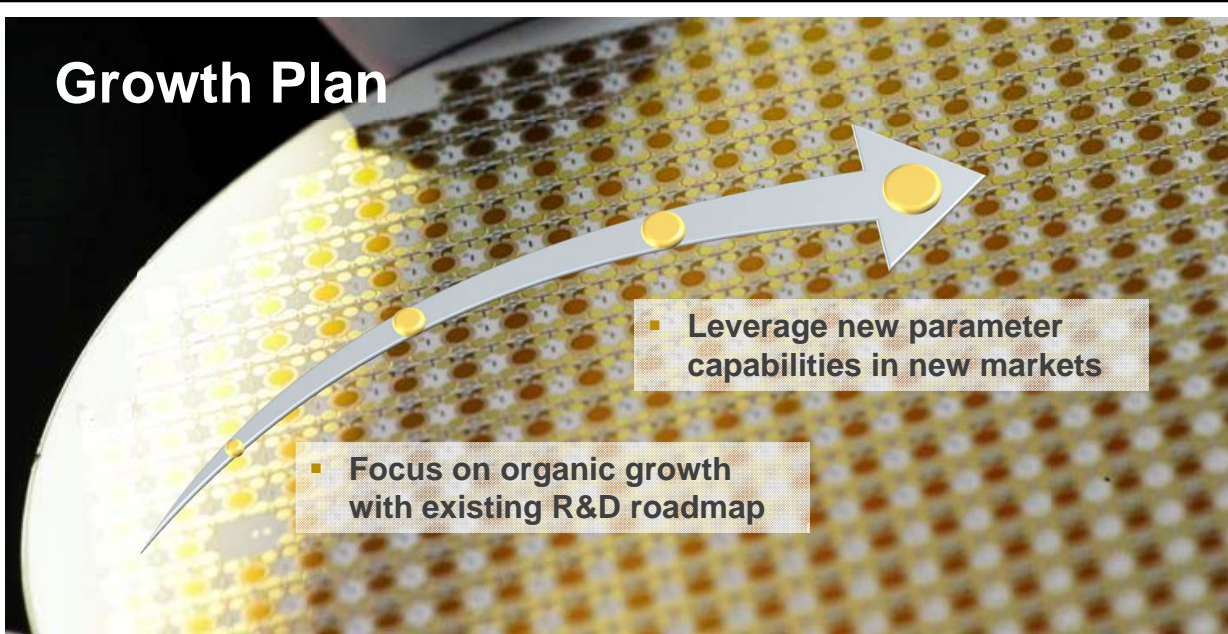 Growth Plan
▪ Leverage new parameter
capabilities in new markets
▪ Focus on organic growth
with existing R&D roadmap